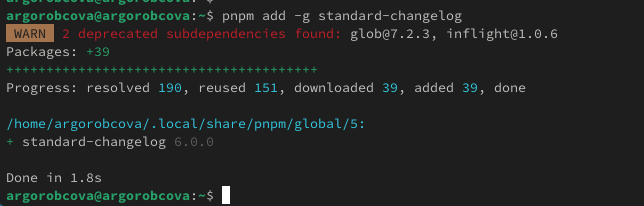 argorobcova@argorobcova:~$ pnpm add -g standard-changelog
WARN 2 deprecated subdependencies found: glob@7.2.3, inflight@1.0.6
Packages: +39
+++++++++++++++++++++++++++++++++++++++
Progress: resolved 190, reused 151, downloaded 39, added 39, done
/home/argorobcova/.local/share/pnpm/global/5:
+ standard-changelog 6.0.0
Done in 1.8s
argorobcova@argorobcova:~$